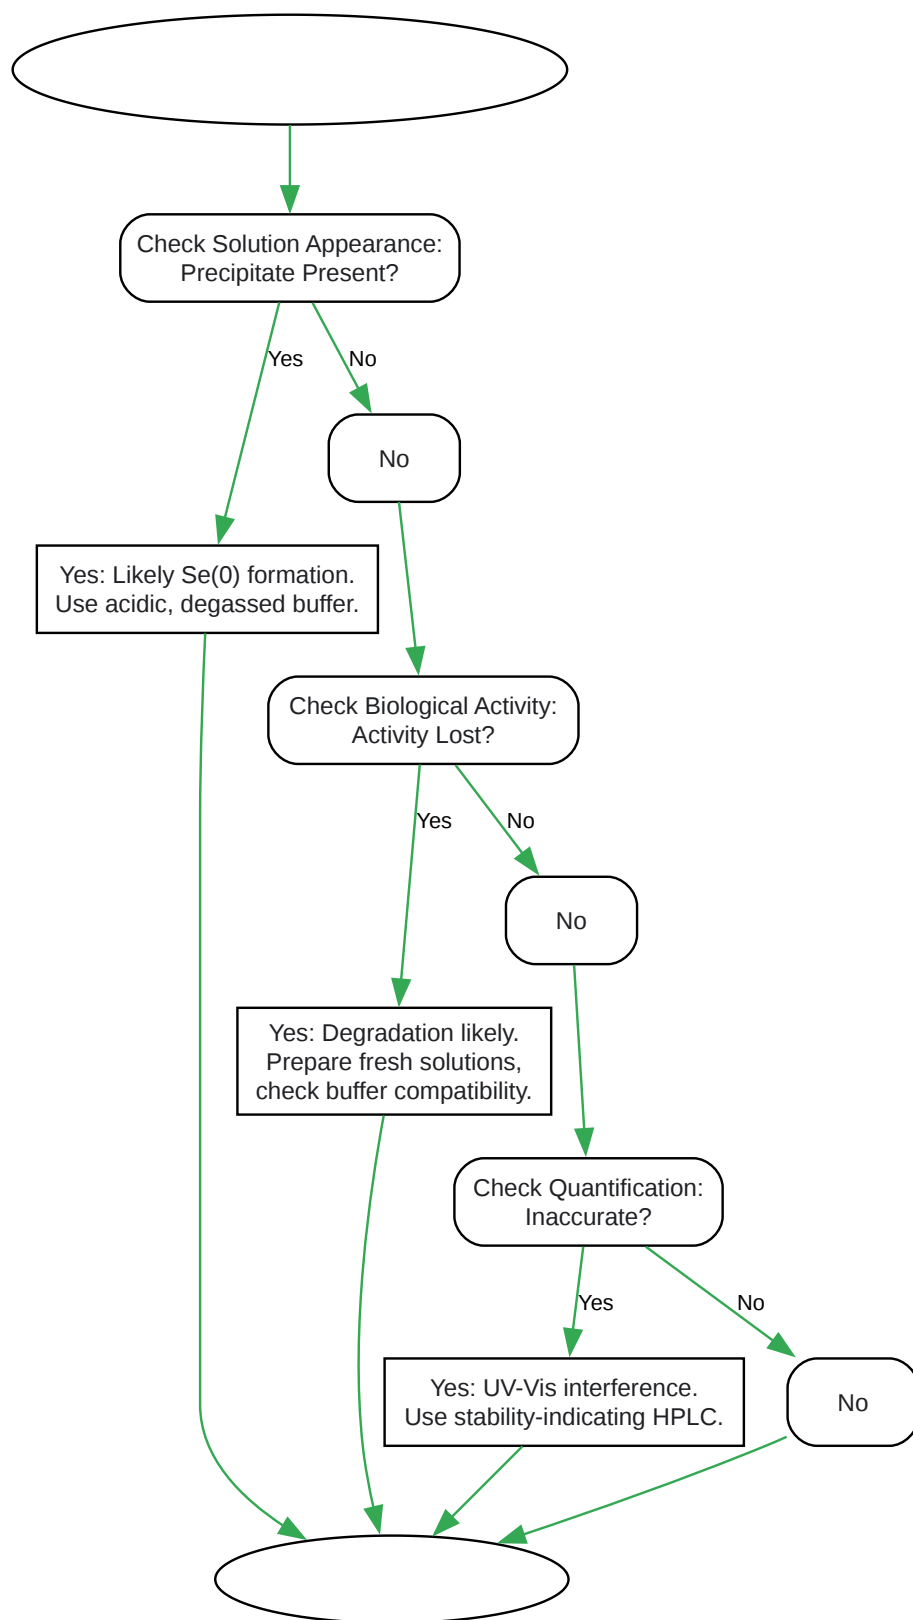 Check Solution Appearance:
Precipitate Present?
Yes
No
No
Yes: Likely Se(0) formation.
Use acidic, degassed buffer.
Check Biological Activity:
Activity Lost?
Yes
No
No
Yes: Degradation likely.
Prepare fresh solutions,
check buffer compatibility.
Check Quantification:
Inaccurate?
Yes
No
Yes: UV-Vis interference.
Use stability-indicating HPLC.
No